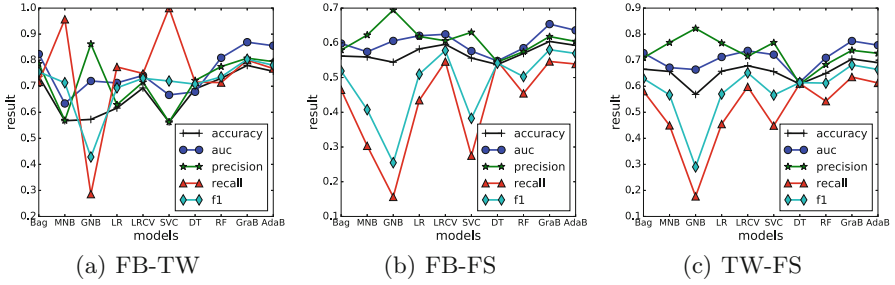 1.0
0.9
0.8
0.7
0.6
0.5
0.4
0.3
0.2
result
Bag MNB GNB LR LRCV SVC DT RF GraB AdaB
models
accuracy
auc
precision
recall
f1
(a) FB-TW
0.7
0.6
0.5
0.4
0.3
0.2
0.1
result
Bag MNB GNB LR LRCV SVC DT RF GraB AdaB
models
accuracy
auc
precision
recall
f1
(b) FB-FS
0.9
0.8
0.7
0.6
0.5
0.4
0.3
0.2
0.1
result
Bag MNB GNB LR LRCV SVC DT RF GraB AdaB
models
accuracy
auc
precision
recall
f1
(c) TW-FS